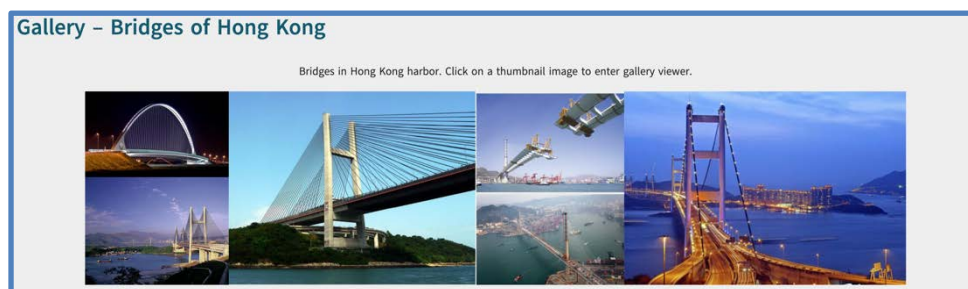 Gallery – Bridges of Hong Kong
Bridges in Hong Kong harbor. Click on a thumbnail image to enter gallery viewer.